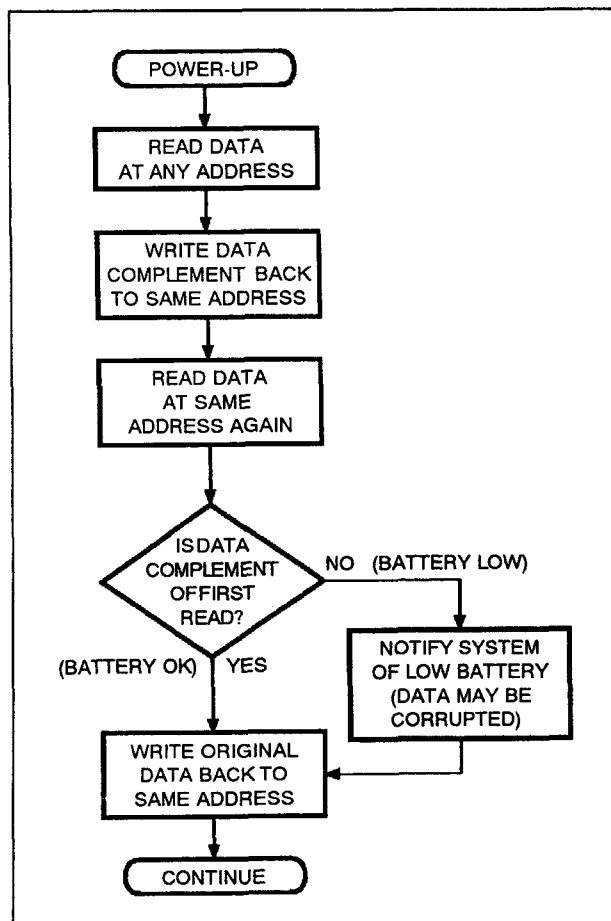 POWER-UP
READ DATA
AT ANY ADDRESS
WRITE DATA
COMPLEMENT BACK
TO SAME ADDRESS
READ DATA
AT SAME
ADDRESS AGAIN
IS DATA
COMPLEMENT
OF FIRST
READ?
NO (BATTERY LOW)
(BATTERY OK) YES
NOTIFY SYSTEM
OF LOW BATTERY
(DATA MAY BE
CORRUPTED)
WRITE ORIGINAL
DATA BACK TO
SAME ADDRESS
CONTINUE